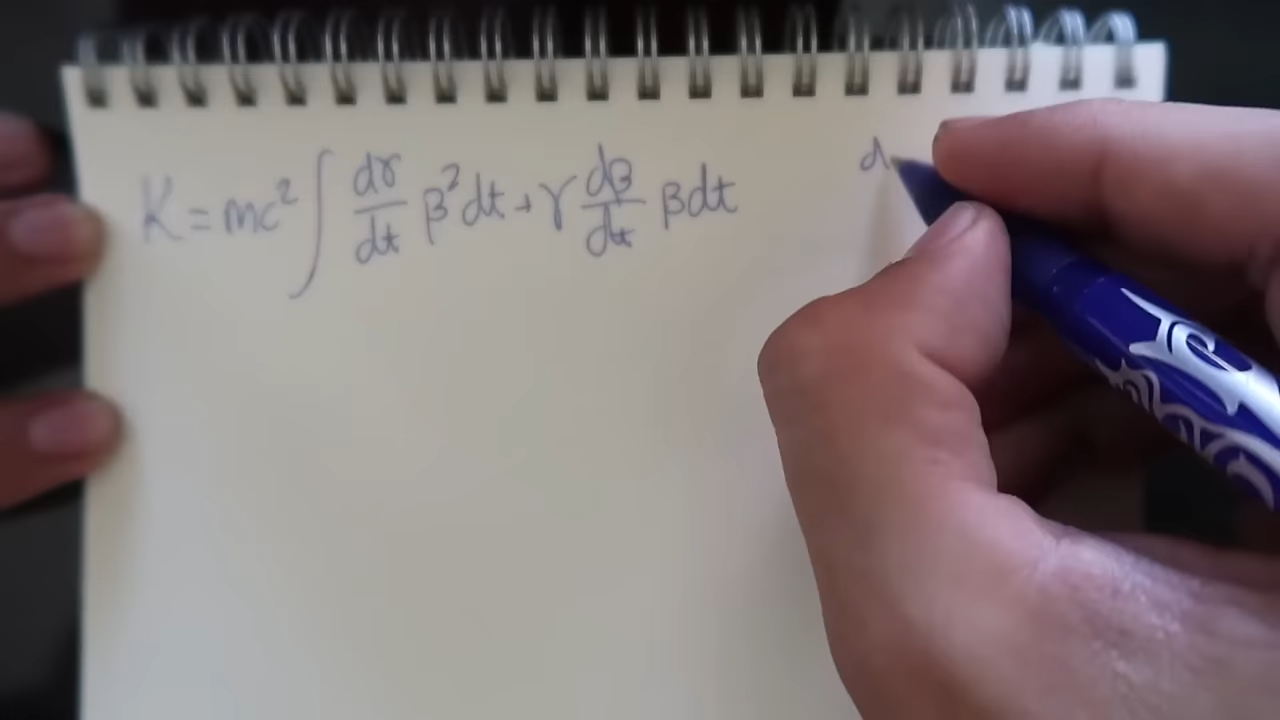 K = mc² ∫ dγ/dt β² dt + γ dβ/dt β dt
d